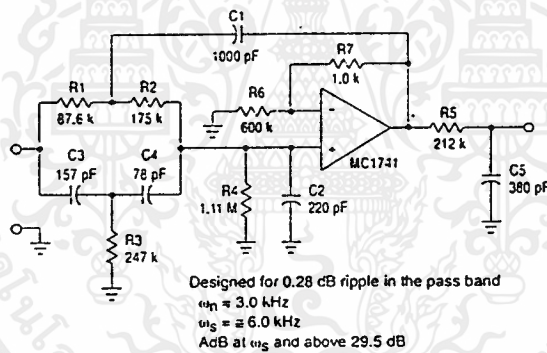 C1
1000 pF
R7
1.0 k
R1
87.6 k
R2
175 k
R6
600 k
MC1741
R5
212 k
C3
157 pF
C4
78 pF
R4
1.11 M
C2
220 pF
C5
380 pF
R3
247 k
Designed for 0.28 dB ripple in the pass band
ωn = 3.0 kHz
ωs = ≅ 6.0 kHz
AdB at ωs and above 29.5 dB